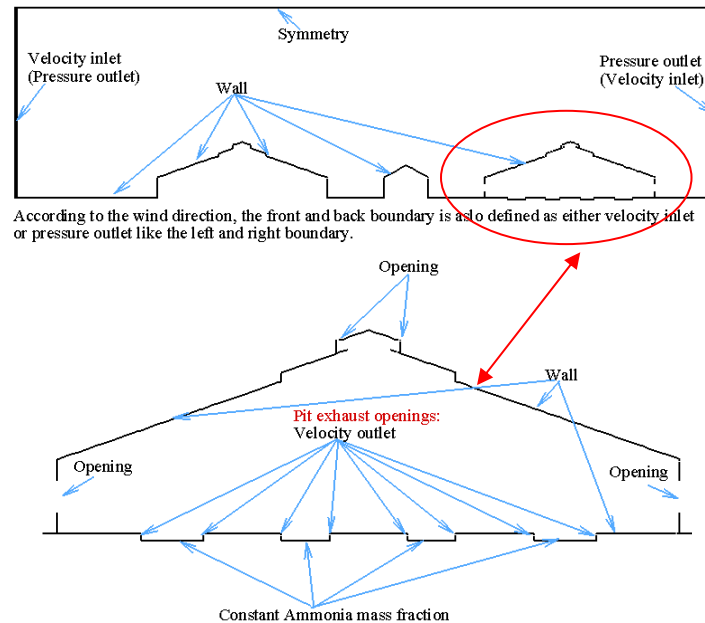 Symmetry
Velocity inlet
(Pressure outlet)
Pressure outlet
(Velocity inlet)
Wall
According to the wind direction, the front and back boundary is aslo defined as either velocity inlet
or pressure outlet like the left and right boundary.
Opening
Wall
Pit exhaust openings:
Velocity outlet
Opening
Opening
Constant Ammonia mass fraction